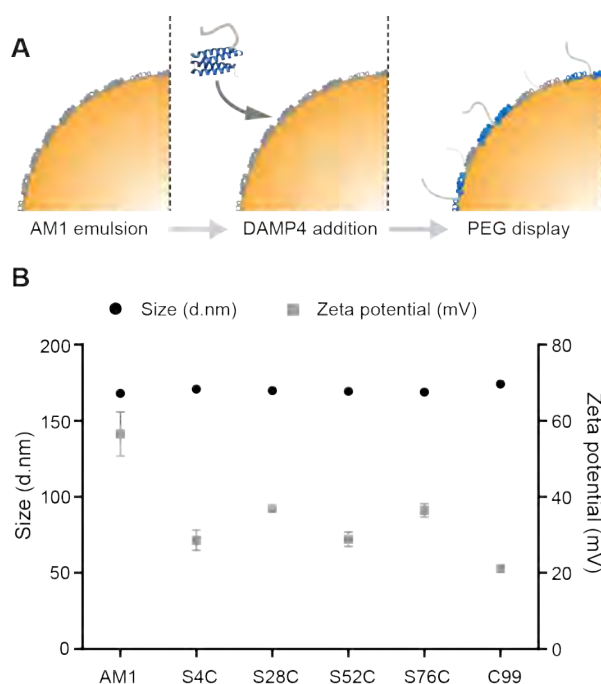 A
AM1 emulsion
DAMP4 addition
PEG display
B
Size (d.nm)
Zeta potential (mV)
200
150
100
50
0
Size (d.nm)
80
60
40
20
0
Zeta potential (mV)
AM1
S4C
S28C
S52C
S76C
C99